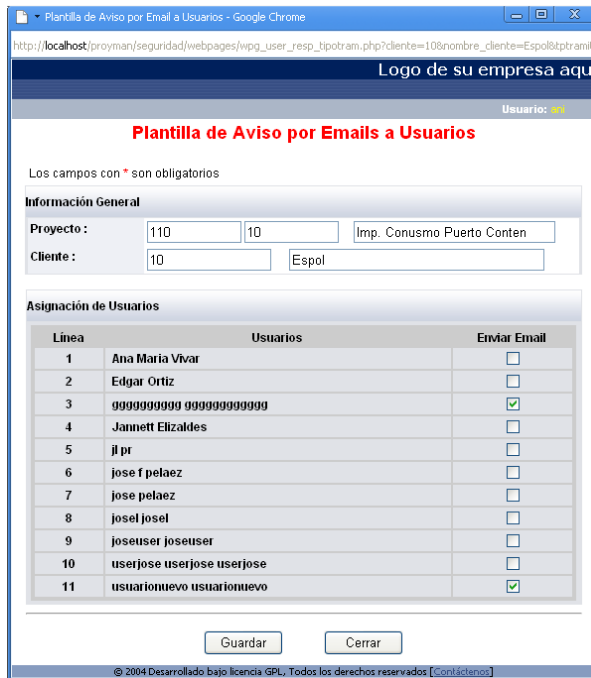 Plantilla de Aviso por Email a Usuarios - Google Chrome
http://localhost/proyman/seguridad/webpages/wpg_user_resp_tipotram.php?cliente=10&nombre_cliente=Espol&tptrami
Logo de su empresa aqu
Usuario: ani
Plantilla de Aviso por Emails a Usuarios
Los campos con * son obligatorios
Información General
Proyecto : 110 10 Imp. Conusmo Puerto Conten
Cliente : 10 Espol
Asignación de Usuarios
Línea Usuarios Enviar Email
1 Ana Maria Vivar
2 Edgar Ortiz
3 gggggggggg gggggggggggg
4 Jannett Elizaldes
5 jl pr
6 jose f pelaez
7 jose pelaez
8 josel josel
9 joseuser joseuser
10 userjose userjose userjose
11 usuarionuevo usuarionuevo
Guardar Cerrar
© 2004 Desarrollado bajo licencia GPL, Todos los derechos reservados [Contáctenos]